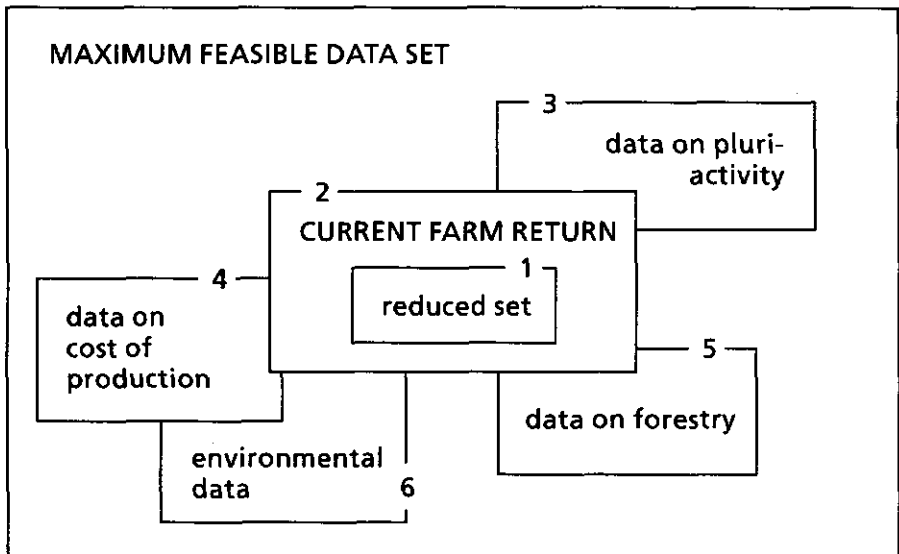 MAXIMUM FEASIBLE DATA SET
3
data on pluri-
activity
2
CURRENT FARM RETURN
1
reduced set
4
data on
cost of
production
5
data on forestry
environmental
data
6